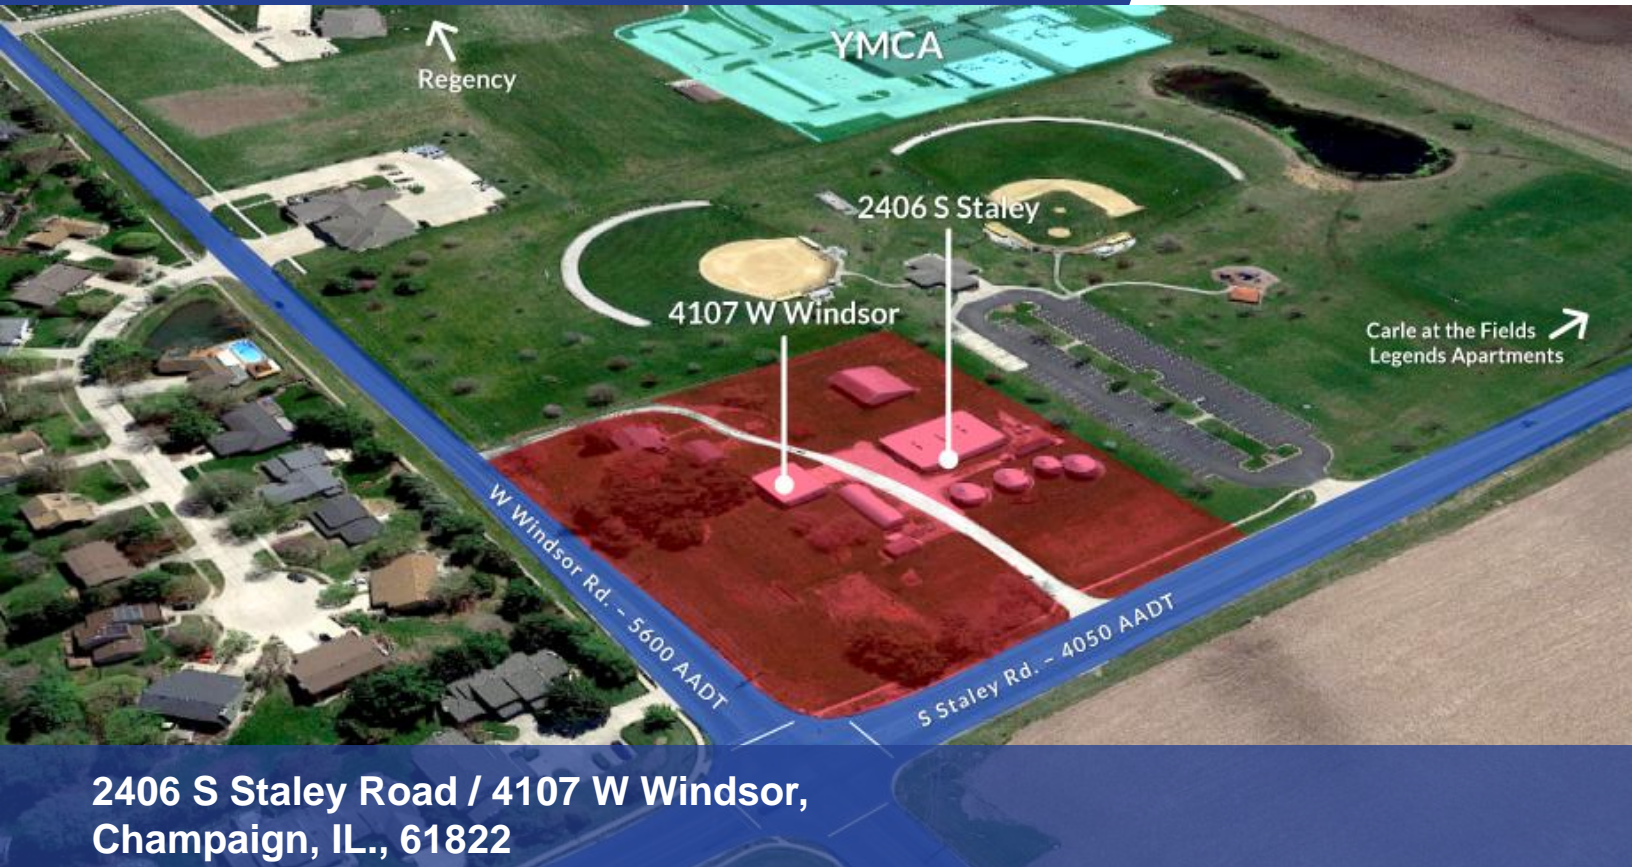 YMCA
Regency
2406 S Staley
4107 W Windsor
Carle at the Fields
Legends Apartments
W Windsor Rd. – 5600 AADT
S Staley Rd. – 4050 AADT
2406 S Staley Road / 4107 W Windsor,
Champaign, IL., 61822